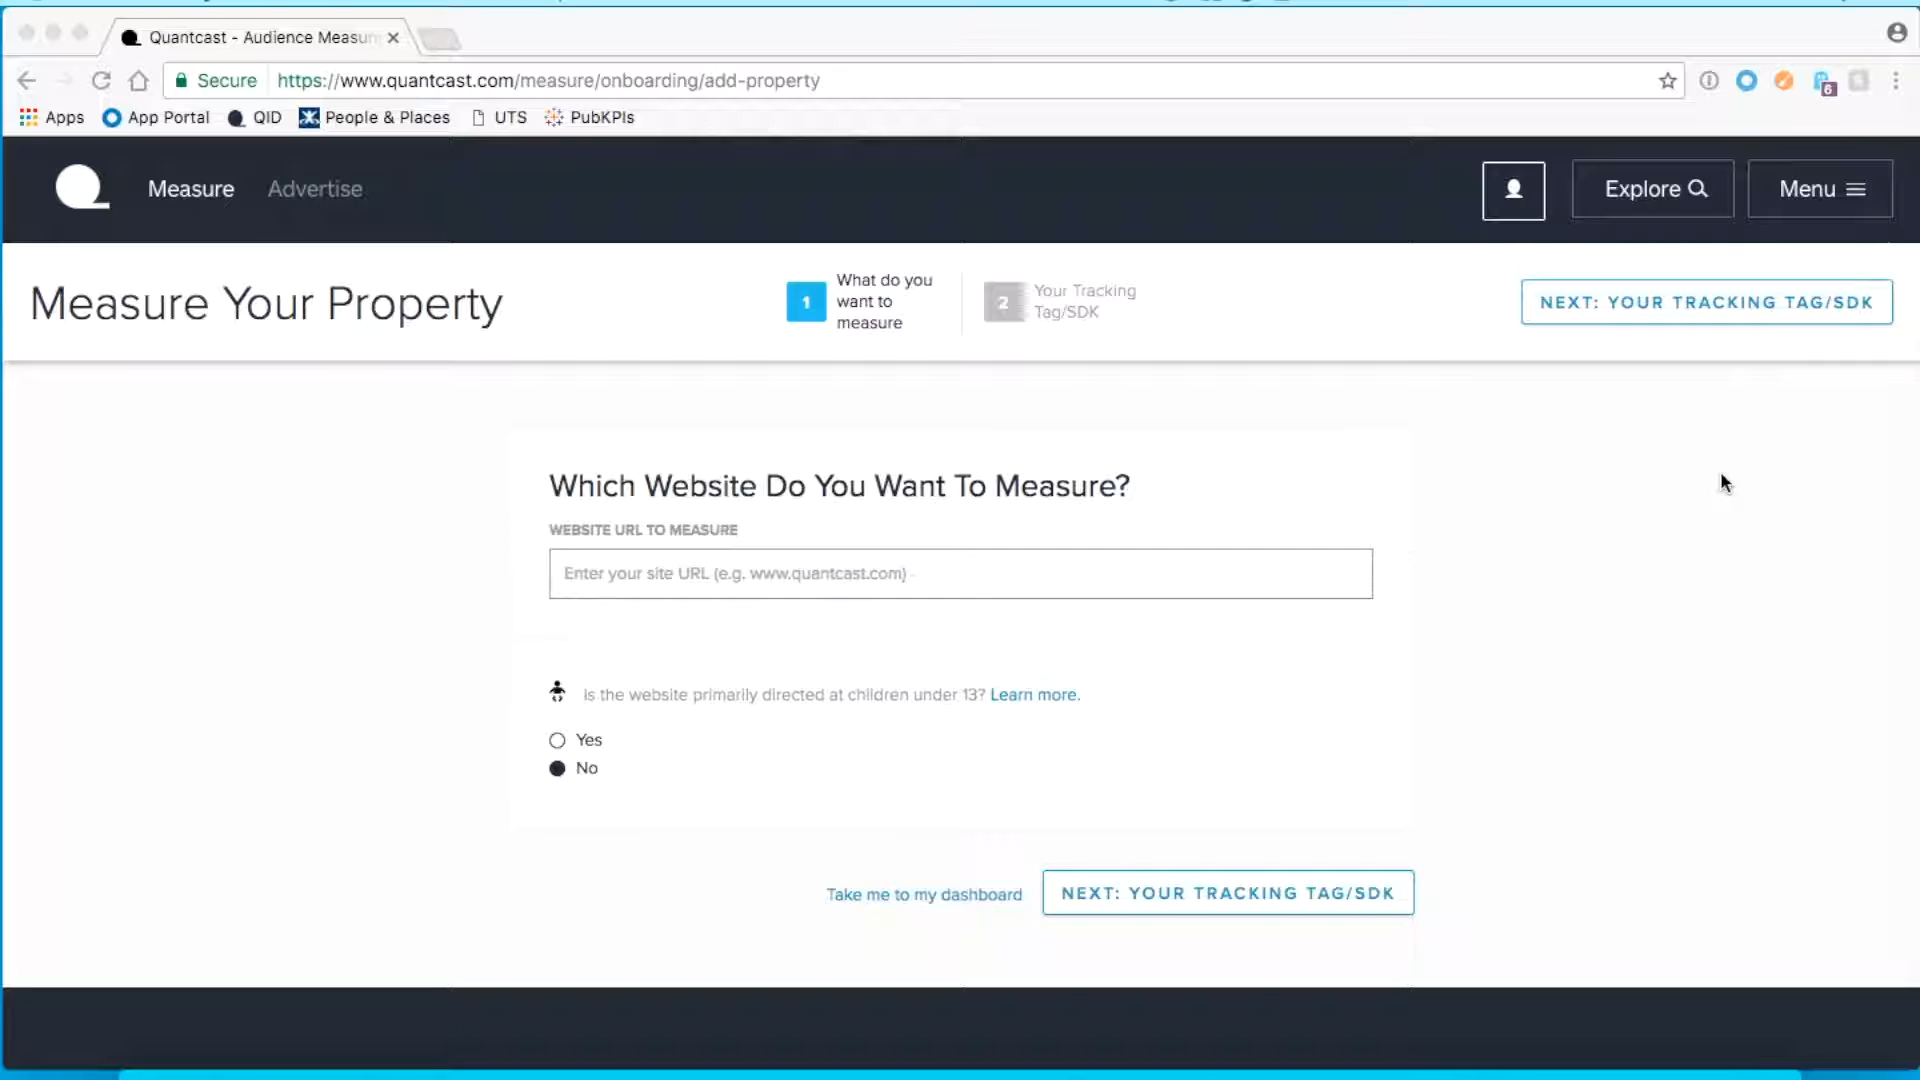 Quantcast - Audience Measur
Secure https://www.quantcast.com/measure/onboarding/add-property
6
Apps App Portal QID People & Places UTS PubKPIs
Measure Advertise Explore Menu
Measure Your Property
1 What do you
want to
measure
2 Your Tracking
Tag/SDK
NEXT: YOUR TRACKING TAG/SDK
Which Website Do You Want To Measure?
WEBSITE URL TO MEASURE
Enter your site URL (e.g. www.quantcast.com)
Is the website primarily directed at children under 13? Learn more.
Yes
No
Take me to my dashboard NEXT: YOUR TRACKING TAG/SDK